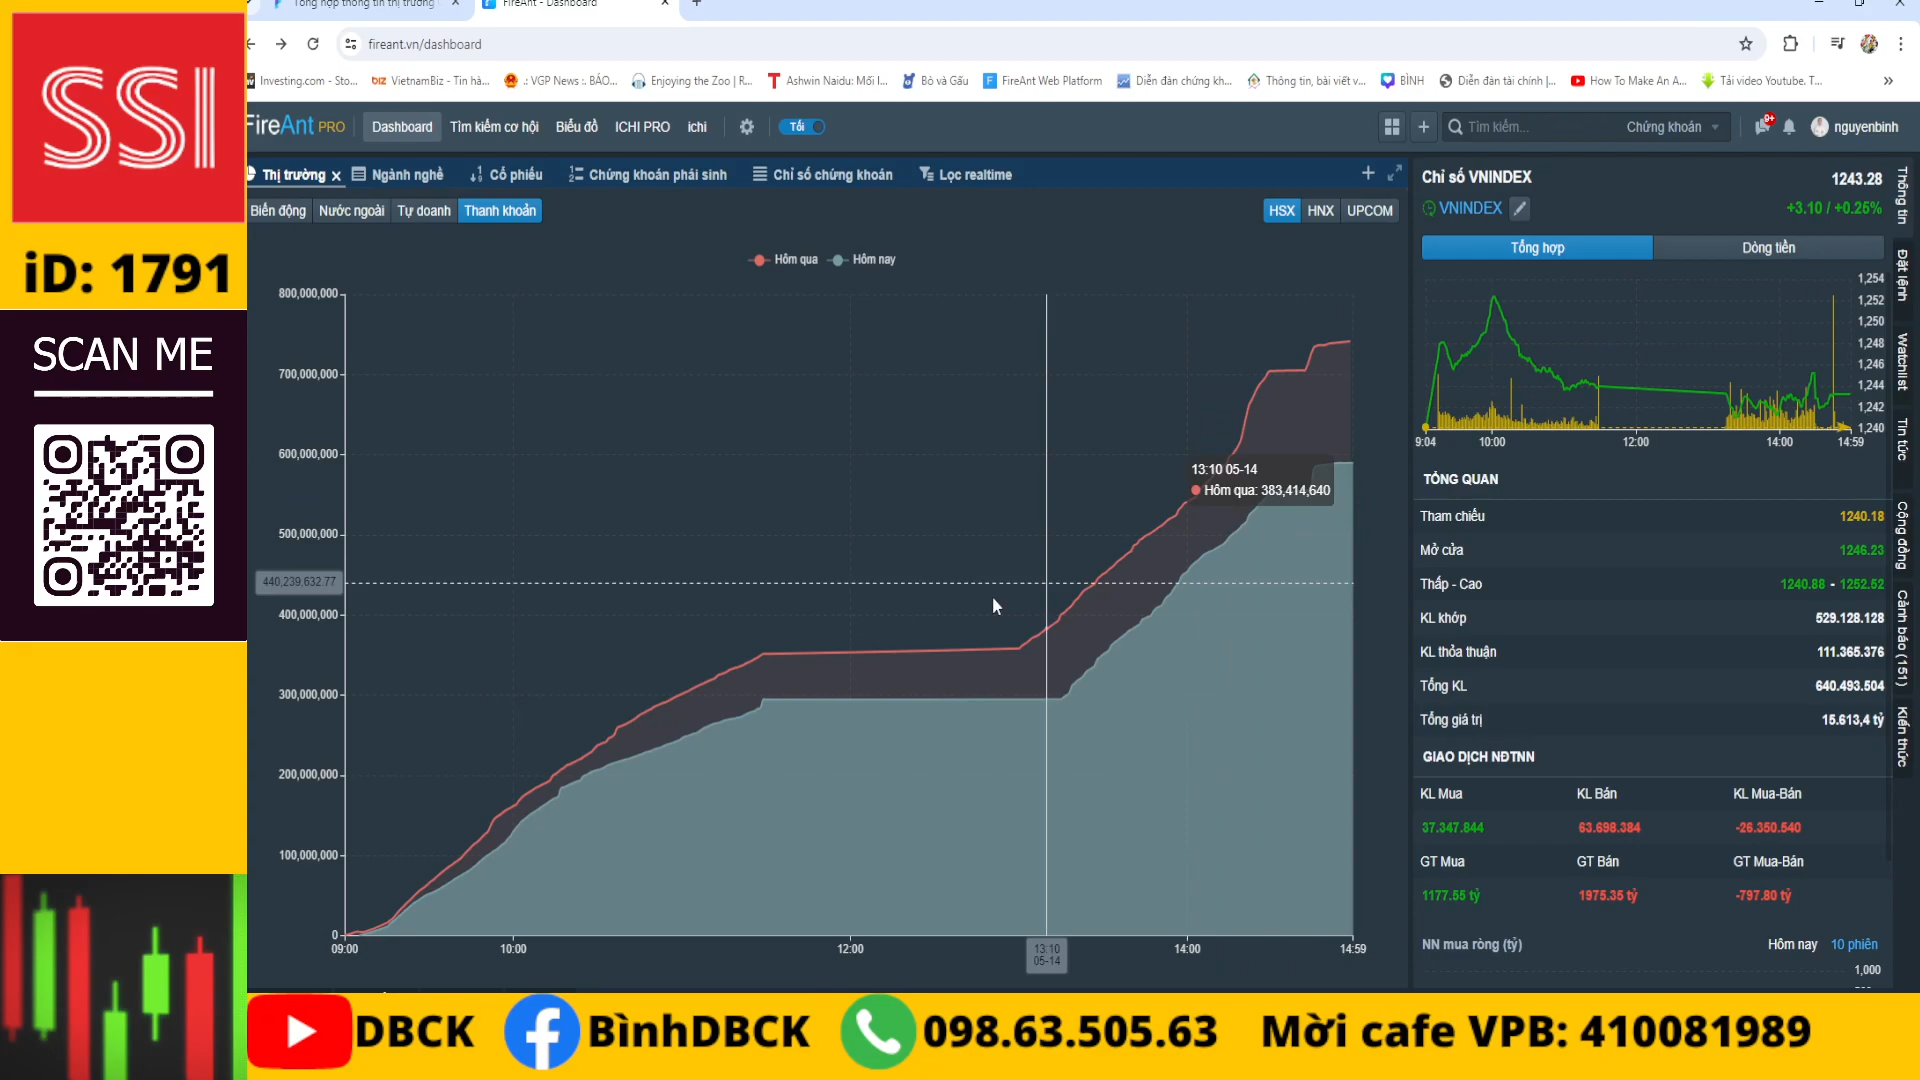 SSI
iD: 1791
SCAN ME
Tổng hợp thông tin thị trường
FireAnt - Dashboard
fireant.vn/dashboard
Investing.com - Sto...
VietnamBiz - Tin hà...
.: VGP News :. BÁO...
Enjoying the Zoo | R...
Ashwin Naidu: Mối l...
Bò và Gấu
FireAnt Web Platform
Diễn đàn chứng kh...
Thông tin, bài viết v...
BÌNH
Diễn đàn tài chính |...
How To Make An A...
Tải video Youtube. T...
FireAnt PRO
Dashboard
Tìm kiếm cơ hội
Biểu đồ
ICHI PRO
ichi
Tối
Tìm kiếm...
Chứng khoán
9+
nguyenbinh
Thị trường
Ngành nghề
Cổ phiếu
Chứng khoán phái sinh
Chỉ số chứng khoán
Lọc realtime
Biến động
Nước ngoài
Tự doanh
Thanh khoản
HSX
HNX
UPCOM
Hôm qua
Hôm nay
800,000,000
700,000,000
600,000,000
500,000,000
440,239,632.77
400,000,000
300,000,000
200,000,000
100,000,000
0
09:00
10:00
12:00
13:10
05-14
14:00
14:59
13:10 05-14
Hôm qua: 383,414,640
Chỉ số VNINDEX
1243.28
VNINDEX
+3.10 / +0.25%
Tổng hợp
Dòng tiền
1,254
1,252
1,250
1,248
1,246
1,244
1,242
1,240
9:04
10:00
12:00
14:00
14:59
TỔNG QUAN
Tham chiếu 1240.18
Mở cửa 1246.23
Thấp - Cao 1240.88 - 1252.52
KL khớp 529.128.128
KL thỏa thuận 111.365.376
Tổng KL 640.493.504
Tổng giá trị 15.613,4 tỷ
GIAO DỊCH NĐTNN
KL Mua KL Bán KL Mua-Bán
37.347.844 63.698.384 -26.350.540
GT Mua GT Bán GT Mua-Bán
1177.55 tỷ 1975.35 tỷ -797.80 tỷ
NN mua ròng (tỷ) Hôm nay 10 phiên
1,000
Thông tin
Đặt lệnh
Watchlist
Tin tức
Cộng đồng
Cảnh báo (151)
Kiến thức
DBCK
BìnhDBCK
098.63.505.63
Mời cafe VPB: 410081989